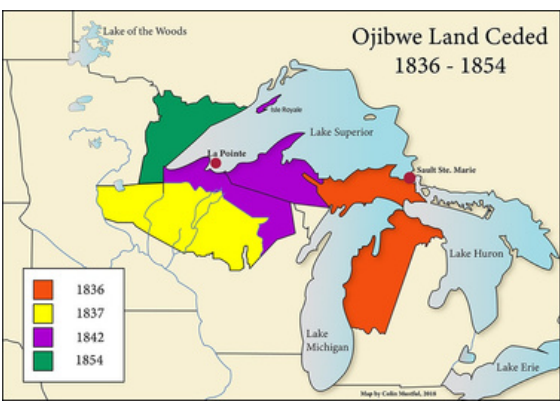 Ojibwe Land Ceded
1836 - 1854
Lake of the Woods
Isle Royale
Lake Superior
La Pointe
Sault Ste. Marie
Lake Huron
Lake
Michigan
Lake Erie
1836
1837
1842
1854
Map by Colin Mustful, 2018